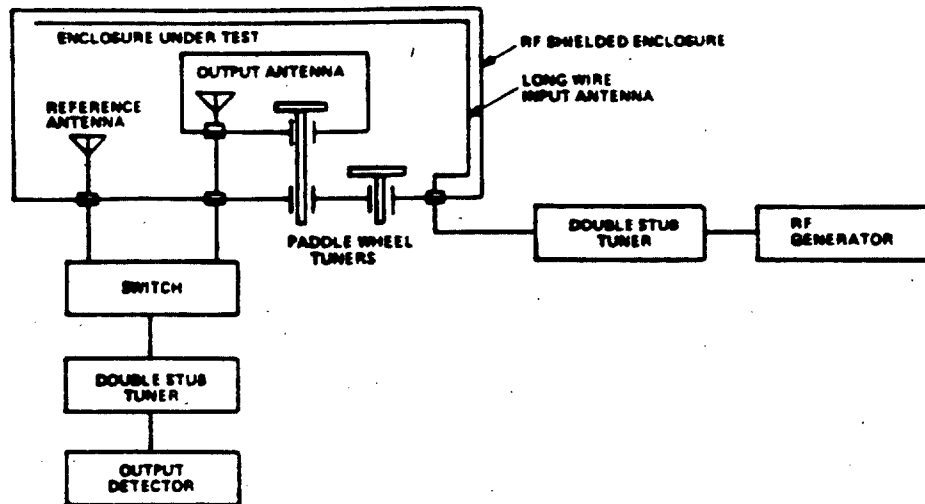 ENCLOSURE UNDER TEST
RF SHIELDED ENCLOSURE
OUTPUT ANTENNA
LONG WIRE
INPUT ANTENNA
REFERENCE
ANTENNA
PADDLE WHEEL
TUNERS
DOUBLE STUB
TUNER
RF
GENERATOR
SWITCH
DOUBLE STUB
TUNER
OUTPUT
DETECTOR